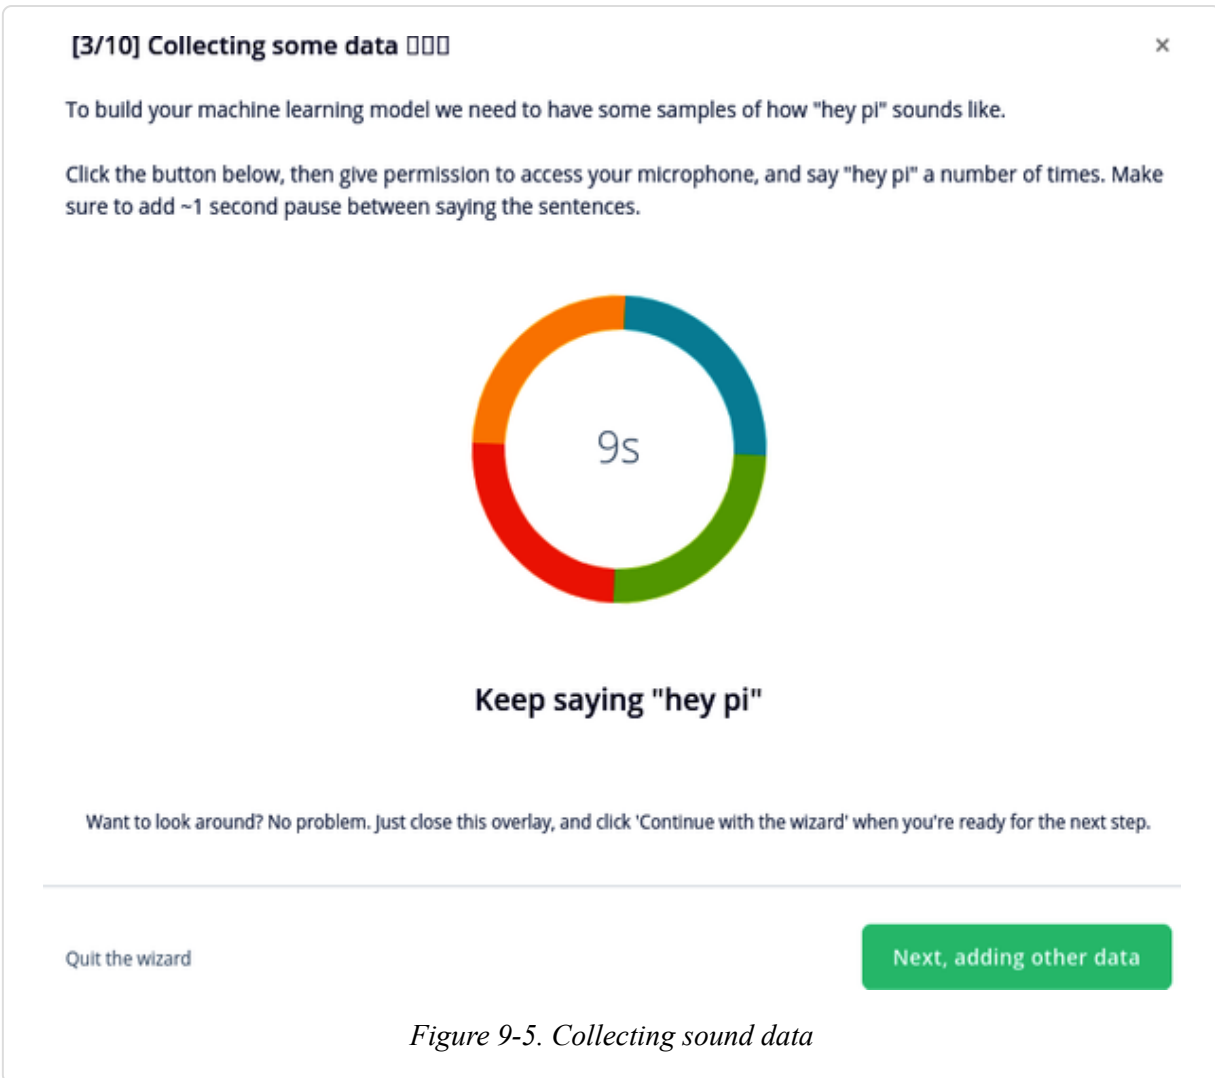 [3/10] Collecting some data ▯▯▯
×
To build your machine learning model we need to have some samples of how "hey pi" sounds like.
Click the button below, then give permission to access your microphone, and say "hey pi" a number of times. Make
sure to add ~1 second pause between saying the sentences.
9s
Keep saying "hey pi"
Want to look around? No problem. Just close this overlay, and click 'Continue with the wizard' when you're ready for the next step.
Quit the wizard
Next, adding other data
Figure 9-5. Collecting sound data